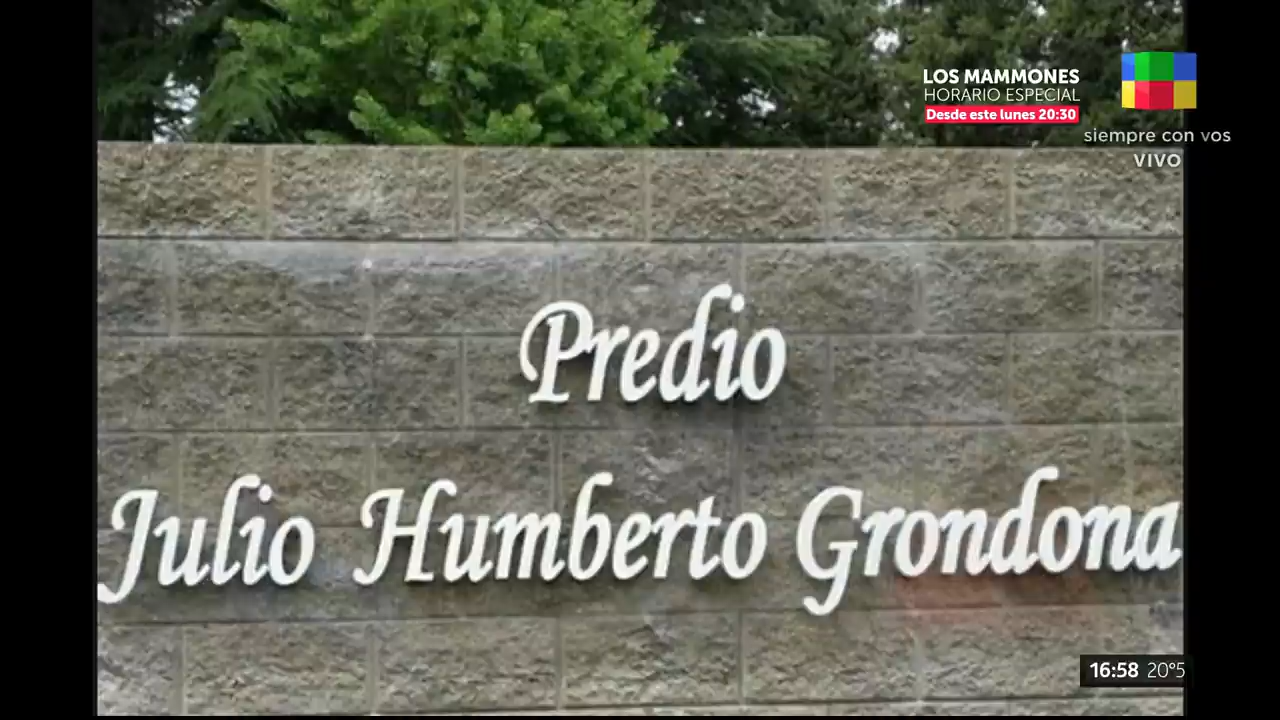 LOS MAMMONES
HORARIO ESPECIAL
Desde este lunes 20:30
siempre con vos
VIVO
Predio
Julio Humberto Grondona
16:58 20°5